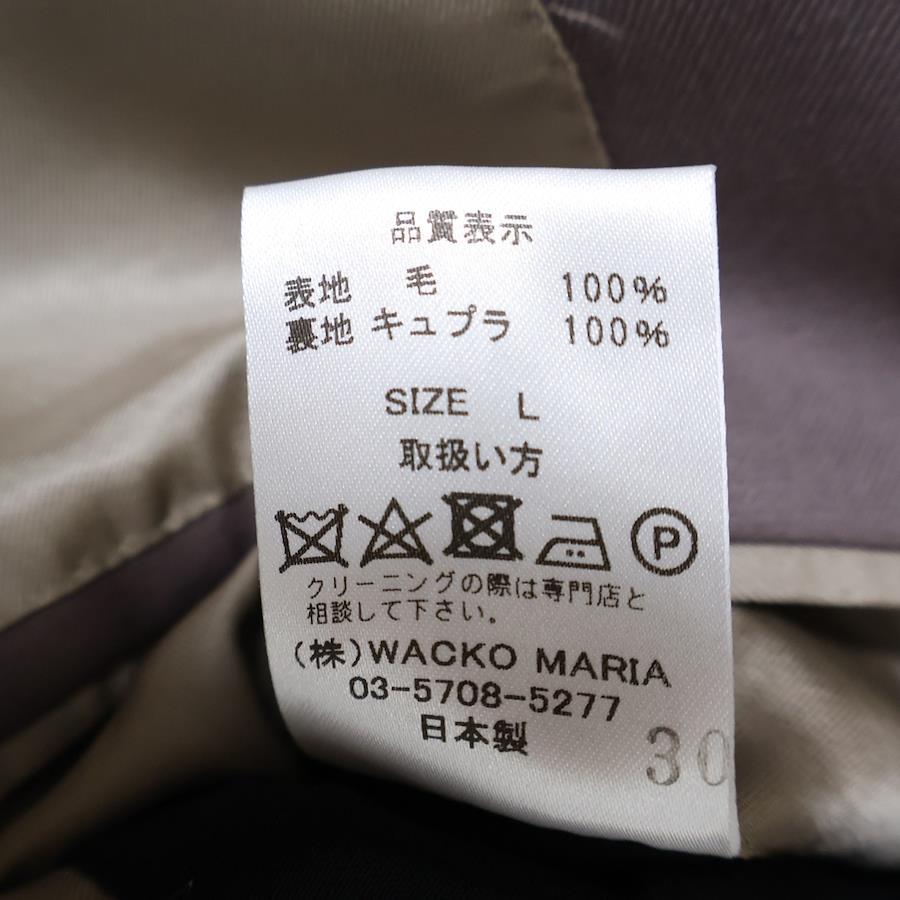 品質表示
表地 毛 100%
裏地 キュプラ 100%
SIZE L
取扱い方
P
クリーニングの際は専門店と
相談して下さい。
(株)WACKO MARIA
03-5708-5277
日本製
30